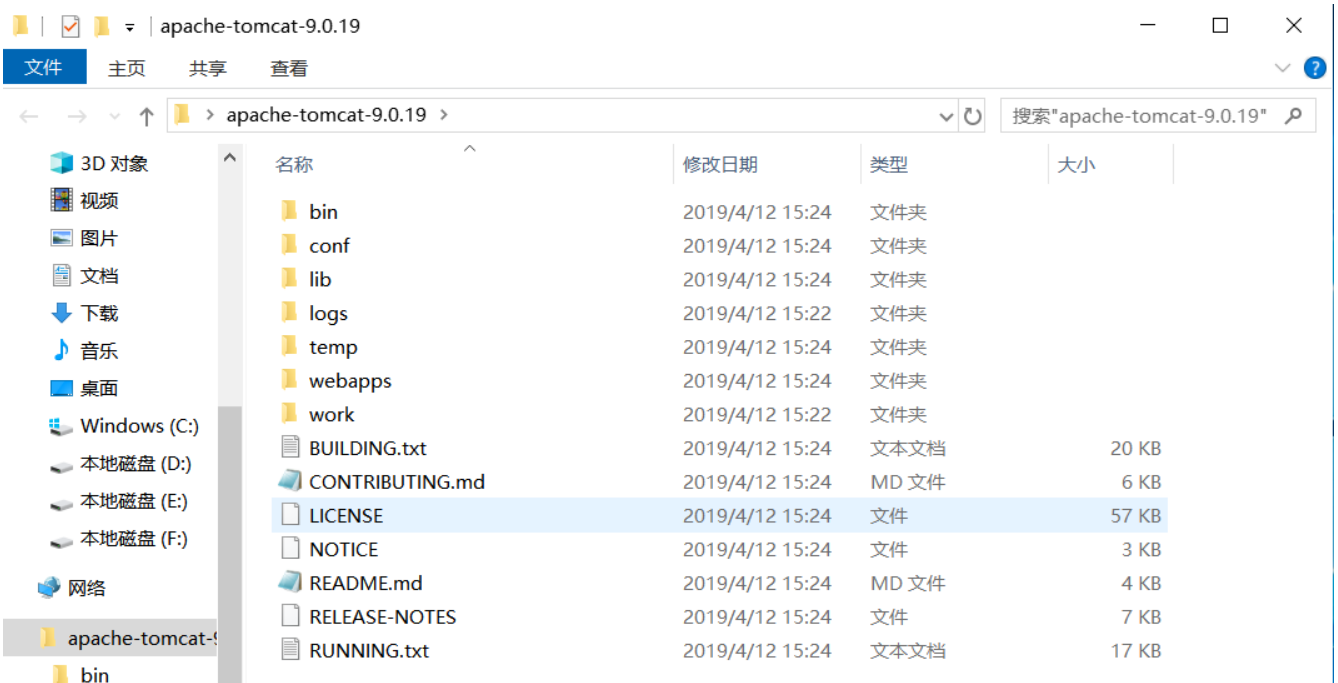 apache-tomcat-9.0.19
文件 主页 共享 查看
apache-tomcat-9.0.19 搜索"apache-tomcat-9.0.19"
3D 对象
视频
图片
文档
下载
音乐
桌面
Windows (C:)
本地磁盘 (D:)
本地磁盘 (E:)
本地磁盘 (F:)
网络
apache-tomcat-9
bin
名称 修改日期 类型 大小
bin 2019/4/12 15:24 文件夹
conf 2019/4/12 15:24 文件夹
lib 2019/4/12 15:24 文件夹
logs 2019/4/12 15:22 文件夹
temp 2019/4/12 15:24 文件夹
webapps 2019/4/12 15:24 文件夹
work 2019/4/12 15:22 文件夹
BUILDING.txt 2019/4/12 15:24 文本文档 20 KB
CONTRIBUTING.md 2019/4/12 15:24 MD 文件 6 KB
LICENSE 2019/4/12 15:24 文件 57 KB
NOTICE 2019/4/12 15:24 文件 3 KB
README.md 2019/4/12 15:24 MD 文件 4 KB
RELEASE-NOTES 2019/4/12 15:24 文件 7 KB
RUNNING.txt 2019/4/12 15:24 文本文档 17 KB